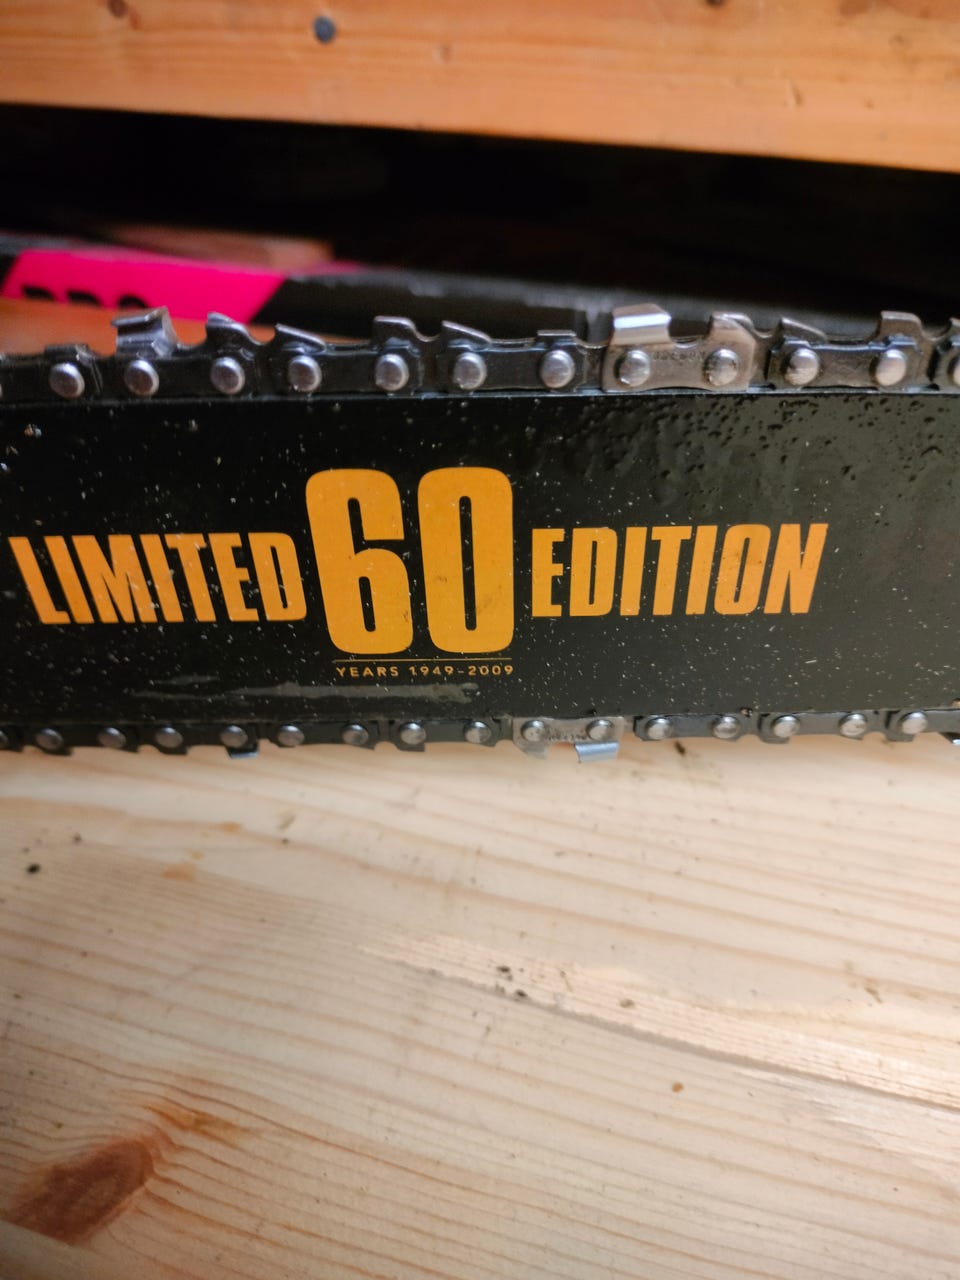 LIMITED 60 EDITION
YEARS 1949-2009